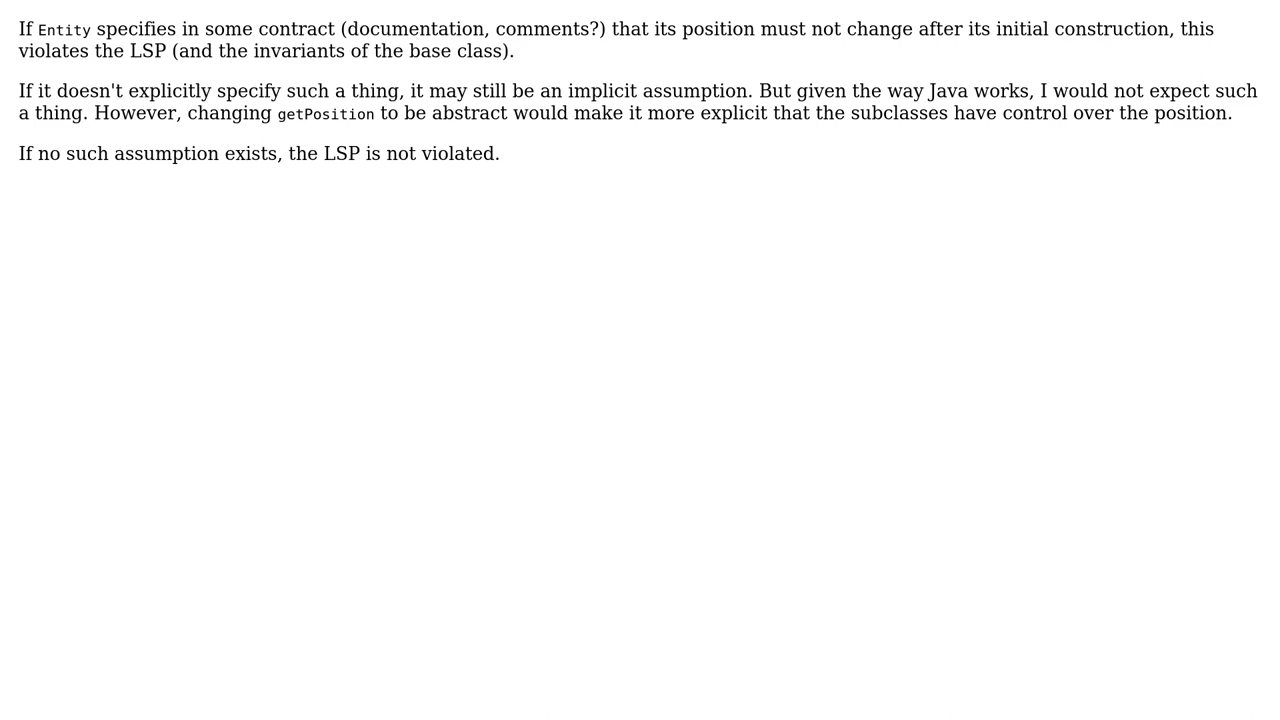 If Entity specifies in some contract (documentation, comments?) that its position must not change after its initial construction, this
violates the LSP (and the invariants of the base class).
If it doesn't explicitly specify such a thing, it may still be an implicit assumption. But given the way Java works, I would not expect such
a thing. However, changing getPosition to be abstract would make it more explicit that the subclasses have control over the position.
If no such assumption exists, the LSP is not violated.